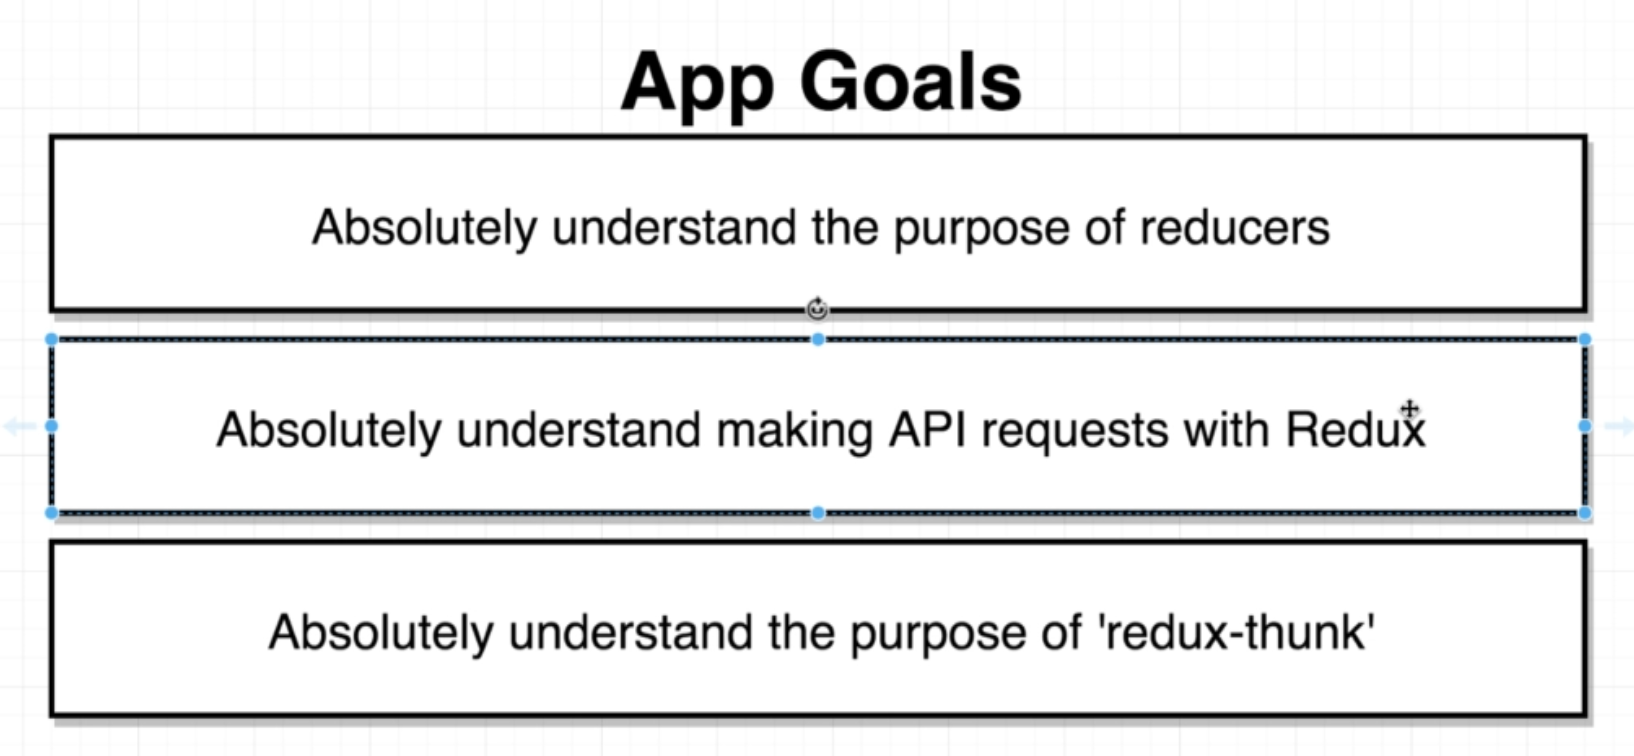 App Goals
Absolutely understand the purpose of reducers
Absolutely understand making API requests with Redux
Absolutely understand the purpose of 'redux-thunk'